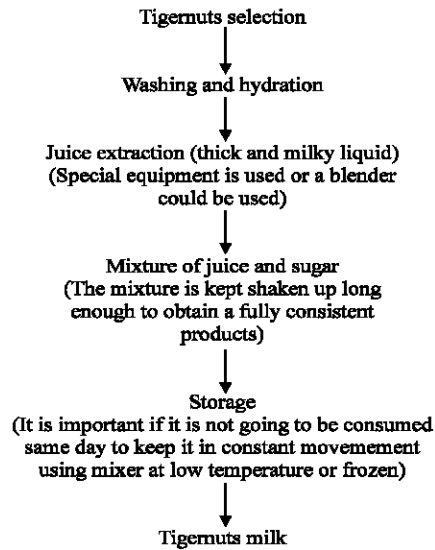 Tigernuts selection
Washing and hydration
Juice extraction (thick and milky liquid)
(Special equipment is used or a blender
could be used)
Mixture of juice and sugar
(The mixture is kept shaken up long
enough to obtain a fully consistent
products)
Storage
(It is important if it is not going to be consumed
same day to keep it in constant movemement
using mixer at low temperature or frozen)
Tigernuts milk